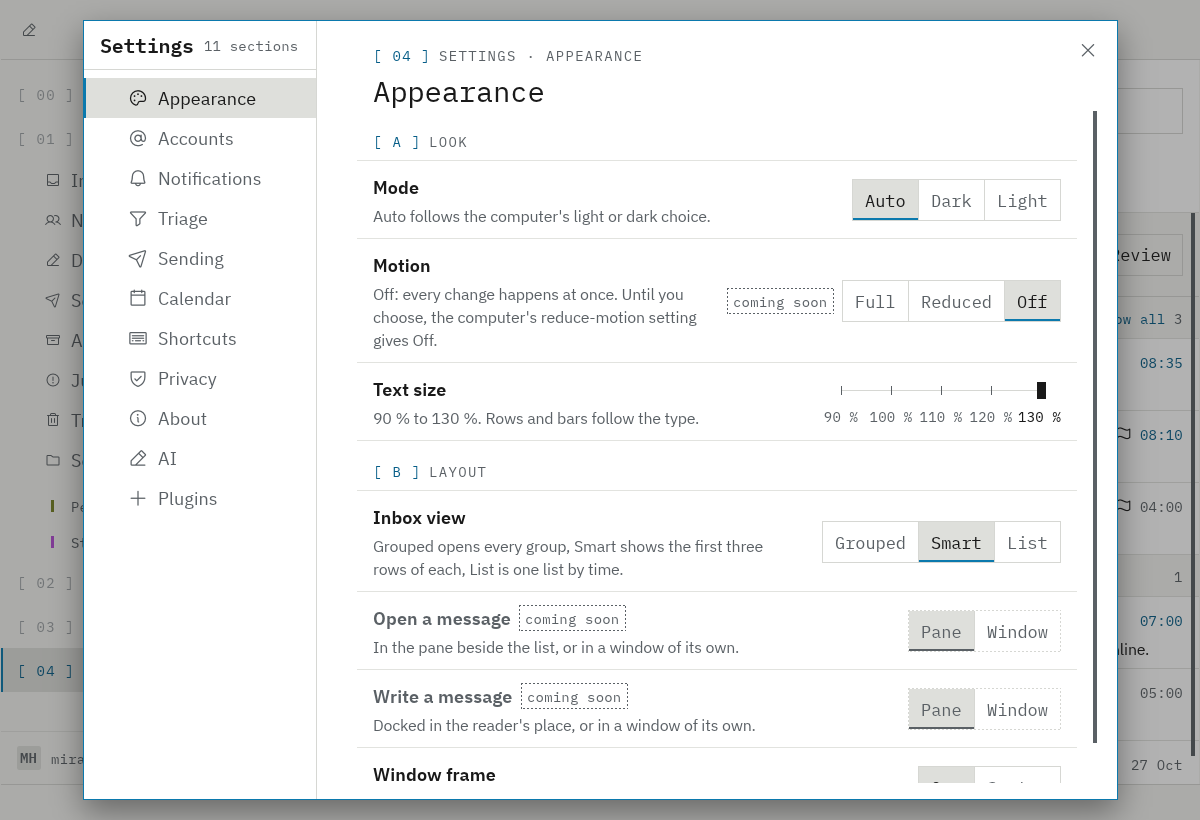 Settings 11 sections
Appearance
Accounts
Notifications
Triage
Sending
Calendar
Shortcuts
Privacy
About
AI
Plugins
[ 04 ] SETTINGS · APPEARANCE
Appearance
[ A ] LOOK
Mode
Auto follows the computer's light or dark choice.
Auto Dark Light
Motion
Off: every change happens at once. Until you
choose, the computer's reduce-motion setting
gives Off.
coming soon
Full Reduced Off
Text size
90 % to 130 %. Rows and bars follow the type.
90 % 100 % 110 % 120 % 130 %
[ B ] LAYOUT
Inbox view
Grouped opens every group, Smart shows the first three
rows of each, List is one list by time.
Grouped Smart List
Open a message coming soon
In the pane beside the list, or in a window of its own.
Pane Window
Write a message coming soon
Docked in the reader's place, or in a window of its own.
Pane Window
Window frame
[ 00 ]
[ 01 ]
[ 02 ]
[ 03 ]
[ 04 ]
MH
all 3
08:35
08:10
04:00
1
07:00
05:00
27 Oct